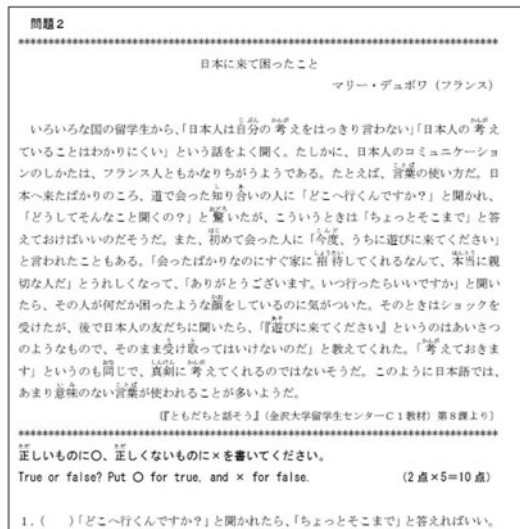 問題2
日本に来て困ったこと
マリー・デュボワ（フランス）
いろいろな国の留学生から、「日本人は自分の考えをはっきり言わない」「日本人の考え
ていることはわかりにくい」という話をよく聞く。たしかに、日本人のコミュニケーショ
ンのしかたは、フランス人ともかなりちがうようである。たとえば、言葉の使い方だ。日
本へ来たばかりのころ、道で会った知り合いの人に「どこへ行くんですか？」と聞かれ、
「どうしてそんなこと聞くの？」と驚いたが、こういうときは「ちょっとそこまで」と答
えておけばいいのだそうだ。また、初めて会った人に「今度、うちに遊びに来てください」
と言われたこともある。「会ったばかりなのにすぐ家に招待してくれるなんて、本当に親
切な人だ」とうれしくなって、「ありがとうございます。いつ行ったらいいですか」と聞い
たら、その人が何だか困ったような顔をしているのに気がついた。そのときはショックを
受けたが、後で日本人の友だちに聞いたら、「『遊びに来てください』というのはあいさつ
のようなもので、そのまま受け取ってはいけないのだ」と教えてくれた。「考えておきま
す」というのも同じで、真剣に考えてくれるのではないそうだ。このように日本語では、
あまり意味のない言葉が使われることが多いようだ。
（『ともだちと話そう』（金沢大学留学生センターC1教材）第8課より）
正しいものに○、正しくないものに×を書いてください。
True or false? Put ○ for true, and × for false. （2点×5＝10点）
1.（　　）「どこへ行くんですか？」と聞かれたら、「ちょっとそこまで」と答えればいい。